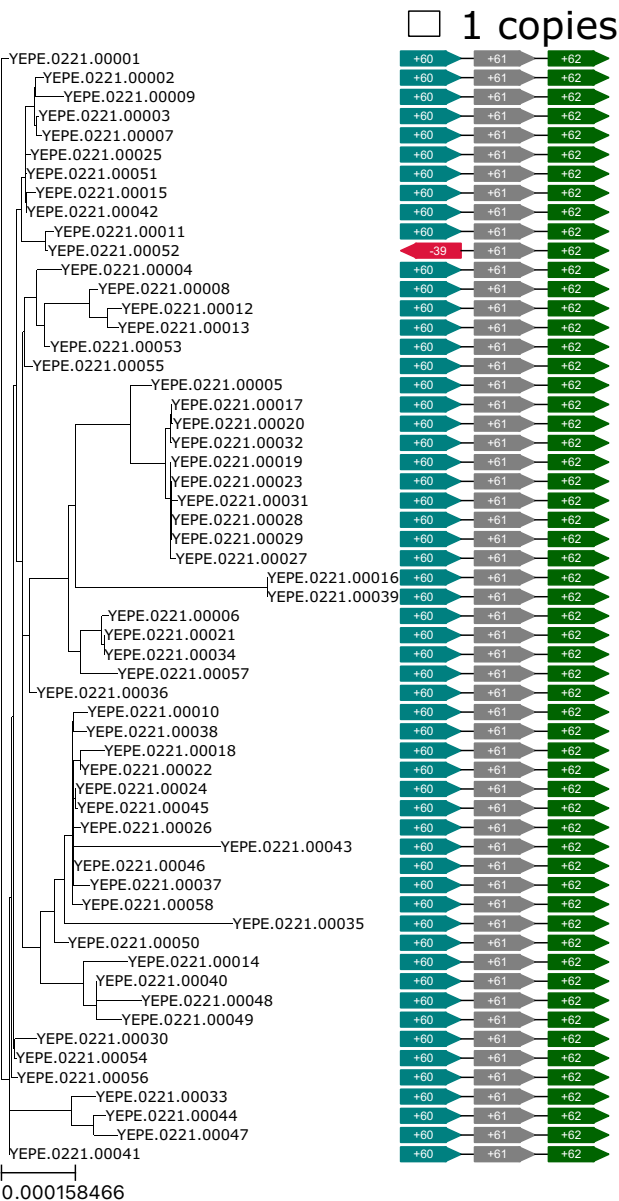 1 copies
YEPE.0221.00001 +60 +61 +62
YEPE.0221.00002 +60 +61 +62
YEPE.0221.00009 +60 +61 +62
YEPE.0221.00003 +60 +61 +62
YEPE.0221.00007 +60 +61 +62
YEPE.0221.00025 +60 +61 +62
YEPE.0221.00051 +60 +61 +62
YEPE.0221.00015 +60 +61 +62
YEPE.0221.00042 +60 +61 +62
YEPE.0221.00011 +60 +61 +62
YEPE.0221.00052 -39 +61 +62
YEPE.0221.00004 +60 +61 +62
YEPE.0221.00008 +60 +61 +62
YEPE.0221.00012 +60 +61 +62
YEPE.0221.00013 +60 +61 +62
YEPE.0221.00053 +60 +61 +62
YEPE.0221.00055 +60 +61 +62
YEPE.0221.00005 +60 +61 +62
YEPE.0221.00017 +60 +61 +62
YEPE.0221.00020 +60 +61 +62
YEPE.0221.00032 +60 +61 +62
YEPE.0221.00019 +60 +61 +62
YEPE.0221.00023 +60 +61 +62
YEPE.0221.00031 +60 +61 +62
YEPE.0221.00028 +60 +61 +62
YEPE.0221.00029 +60 +61 +62
YEPE.0221.00027 +60 +61 +62
YEPE.0221.00016 +60 +61 +62
YEPE.0221.00039 +60 +61 +62
YEPE.0221.00006 +60 +61 +62
YEPE.0221.00021 +60 +61 +62
YEPE.0221.00034 +60 +61 +62
YEPE.0221.00057 +60 +61 +62
YEPE.0221.00036 +60 +61 +62
YEPE.0221.00010 +60 +61 +62
YEPE.0221.00038 +60 +61 +62
YEPE.0221.00018 +60 +61 +62
YEPE.0221.00022 +60 +61 +62
YEPE.0221.00024 +60 +61 +62
YEPE.0221.00045 +60 +61 +62
YEPE.0221.00026 +60 +61 +62
YEPE.0221.00043 +60 +61 +62
YEPE.0221.00046 +60 +61 +62
YEPE.0221.00037 +60 +61 +62
YEPE.0221.00058 +60 +61 +62
YEPE.0221.00035 +60 +61 +62
YEPE.0221.00050 +60 +61 +62
YEPE.0221.00014 +60 +61 +62
YEPE.0221.00040 +60 +61 +62
YEPE.0221.00048 +60 +61 +62
YEPE.0221.00049 +60 +61 +62
YEPE.0221.00030 +60 +61 +62
YEPE.0221.00054 +60 +61 +62
YEPE.0221.00056 +60 +61 +62
YEPE.0221.00033 +60 +61 +62
YEPE.0221.00044 +60 +61 +62
YEPE.0221.00047 +60 +61 +62
YEPE.0221.00041 +60 +61 +62
0.000158466